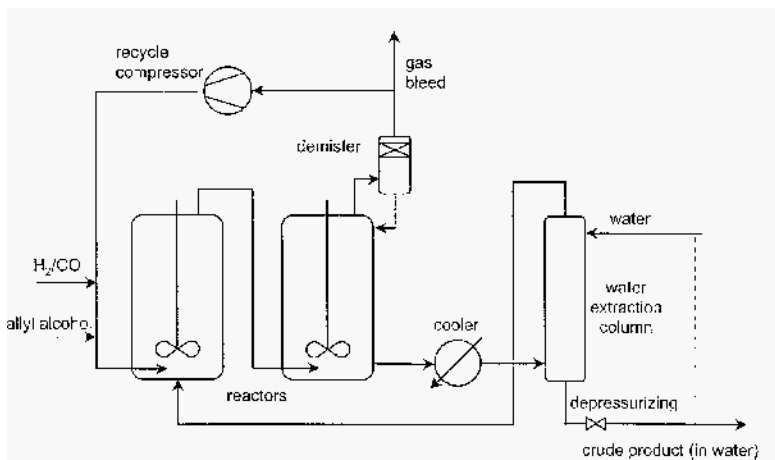 recycle
compressor
gas
bleed
demister
water
H₂/CO
water
extraction
column
allyl alcohol
cooler
reactors
depressurizing
crude product (in water)